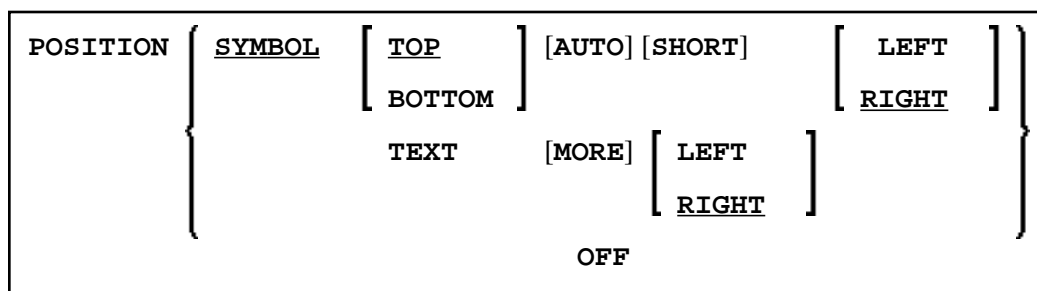 POSITION SYMBOL TOP [AUTO] [SHORT] LEFT
BOTTOM RIGHT
TEXT [MORE] LEFT
RIGHT
OFF